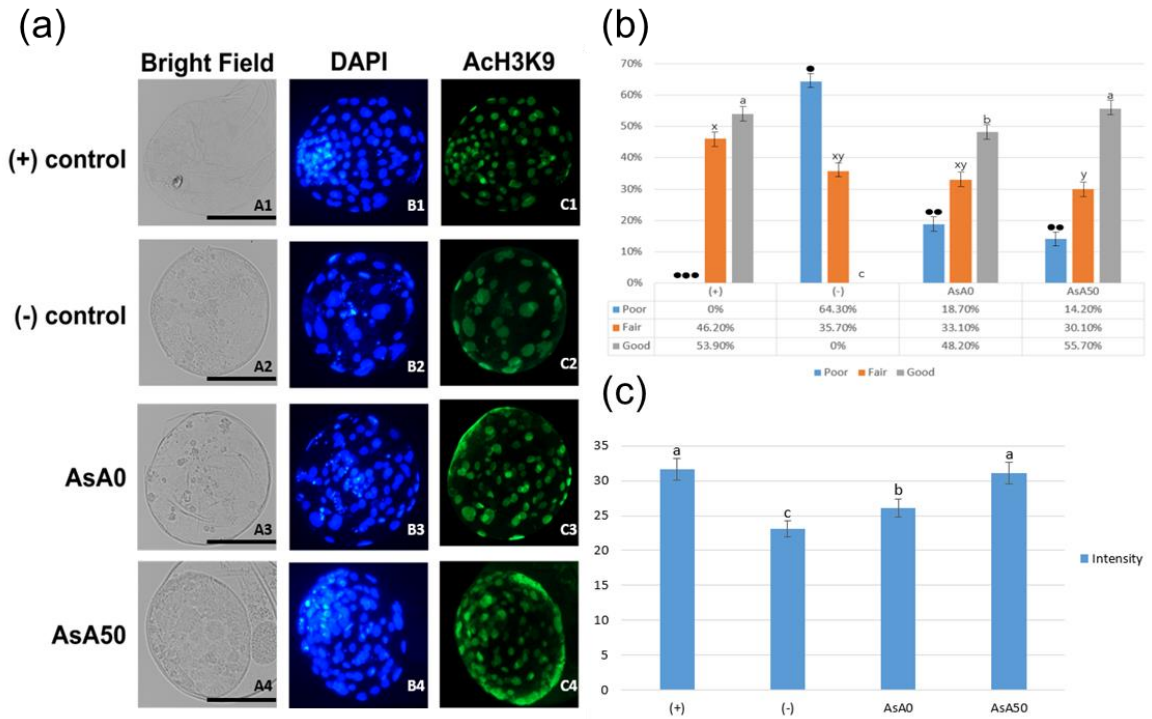 (a)
Bright Field DAPI AcH3K9
(+) control
A1 B1 C1
(-) control
A2 B2 C2
AsA0
A3 B3 C3
AsA50
A4 B4 C4
(b)
70%
60%
50%
40%
30%
20%
10%
0%
x a
xy c
xy b
y a
(+) (-) AsA0 AsA50
Poor 0% 64.30% 18.70% 14.20%
Fair 46.20% 35.70% 33.10% 30.10%
Good 53.90% 0% 48.20% 55.70%
Poor Fair Good
(c)
35
30
25
20
15
10
5
0
a c b a
Intensity
(+) (-) AsA0 AsA50